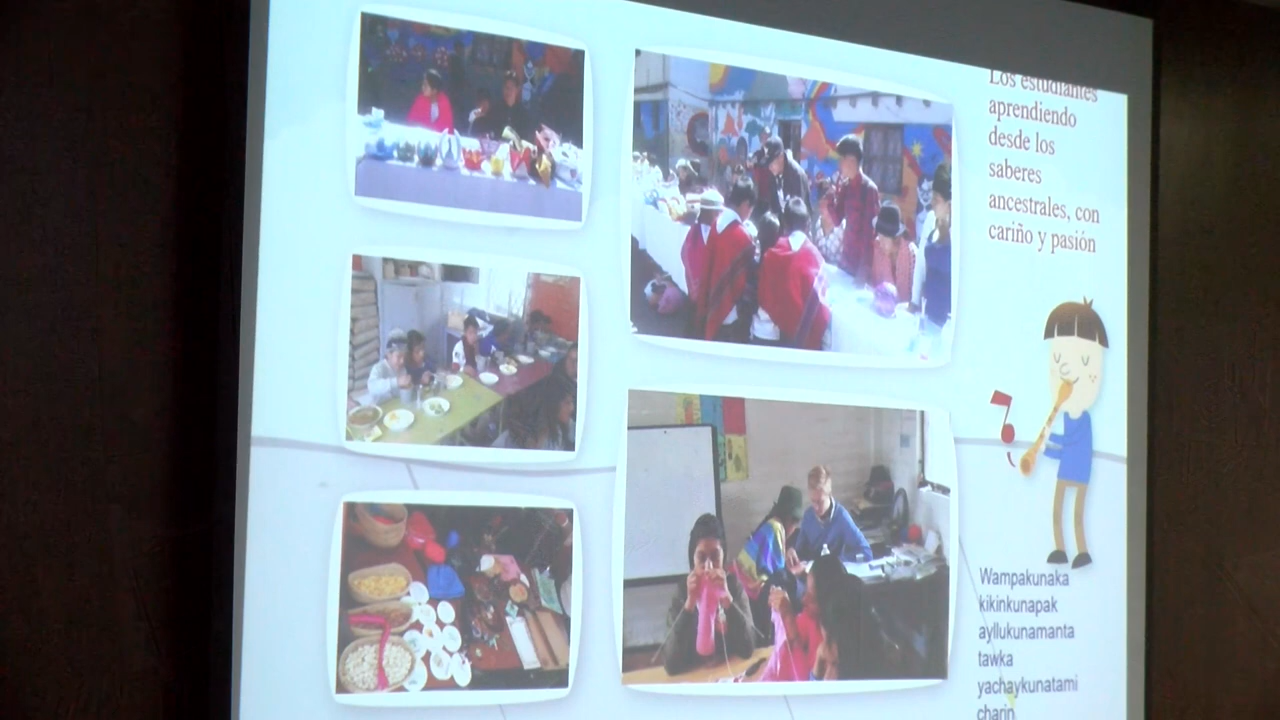 Los estudiantes
aprendiendo
desde los
saberes
ancestrales, con
cariño y pasión
Wampakunaka
kikinkunapak
ayllukunamanta
tawka
yachaykunatami
charin